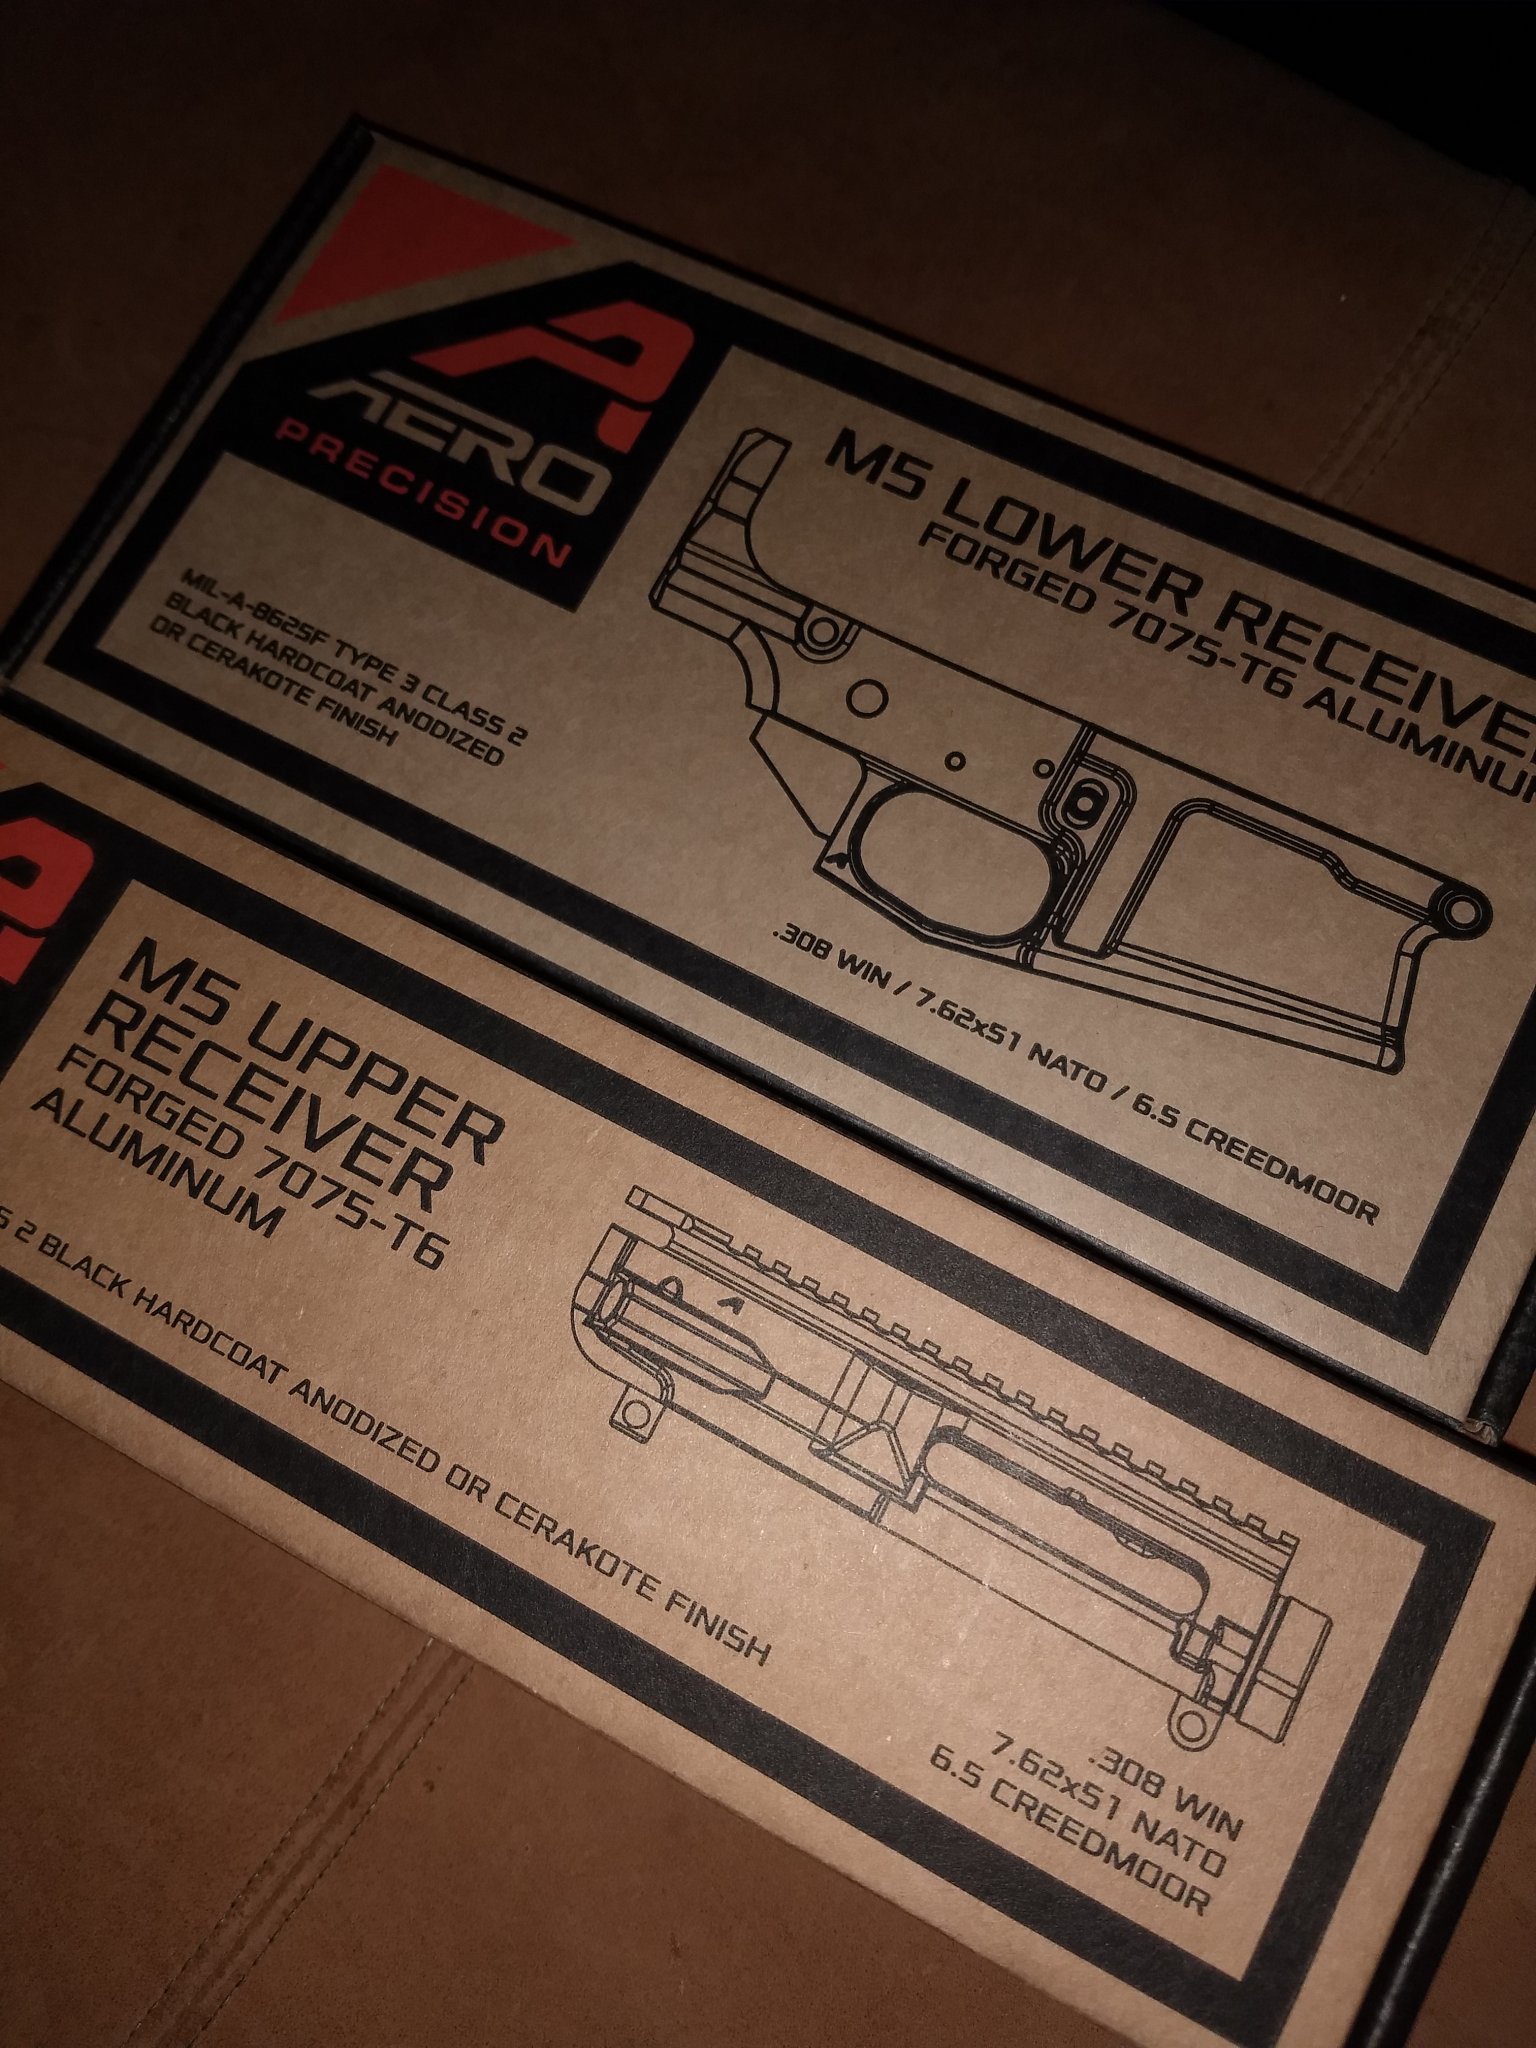 AERO
PRECISION
MIL-A-8625F TYPE 3 CLASS 2
BLACK HARDCOAT ANODIZED
OR CERAKOTE FINISH
M5 LOWER RECEIVER
FORGED 7075-T6 ALUMINUM
.308 WIN / 7.62x51 NATO / 6.5 CREEDMOOR
M5 UPPER
RECEIVER
FORGED 7075-T6
ALUMINUM
2 BLACK HARDCOAT ANODIZED OR CERAKOTE FINISH
.308 WIN
7.62x51 NATO
6.5 CREEDMOOR